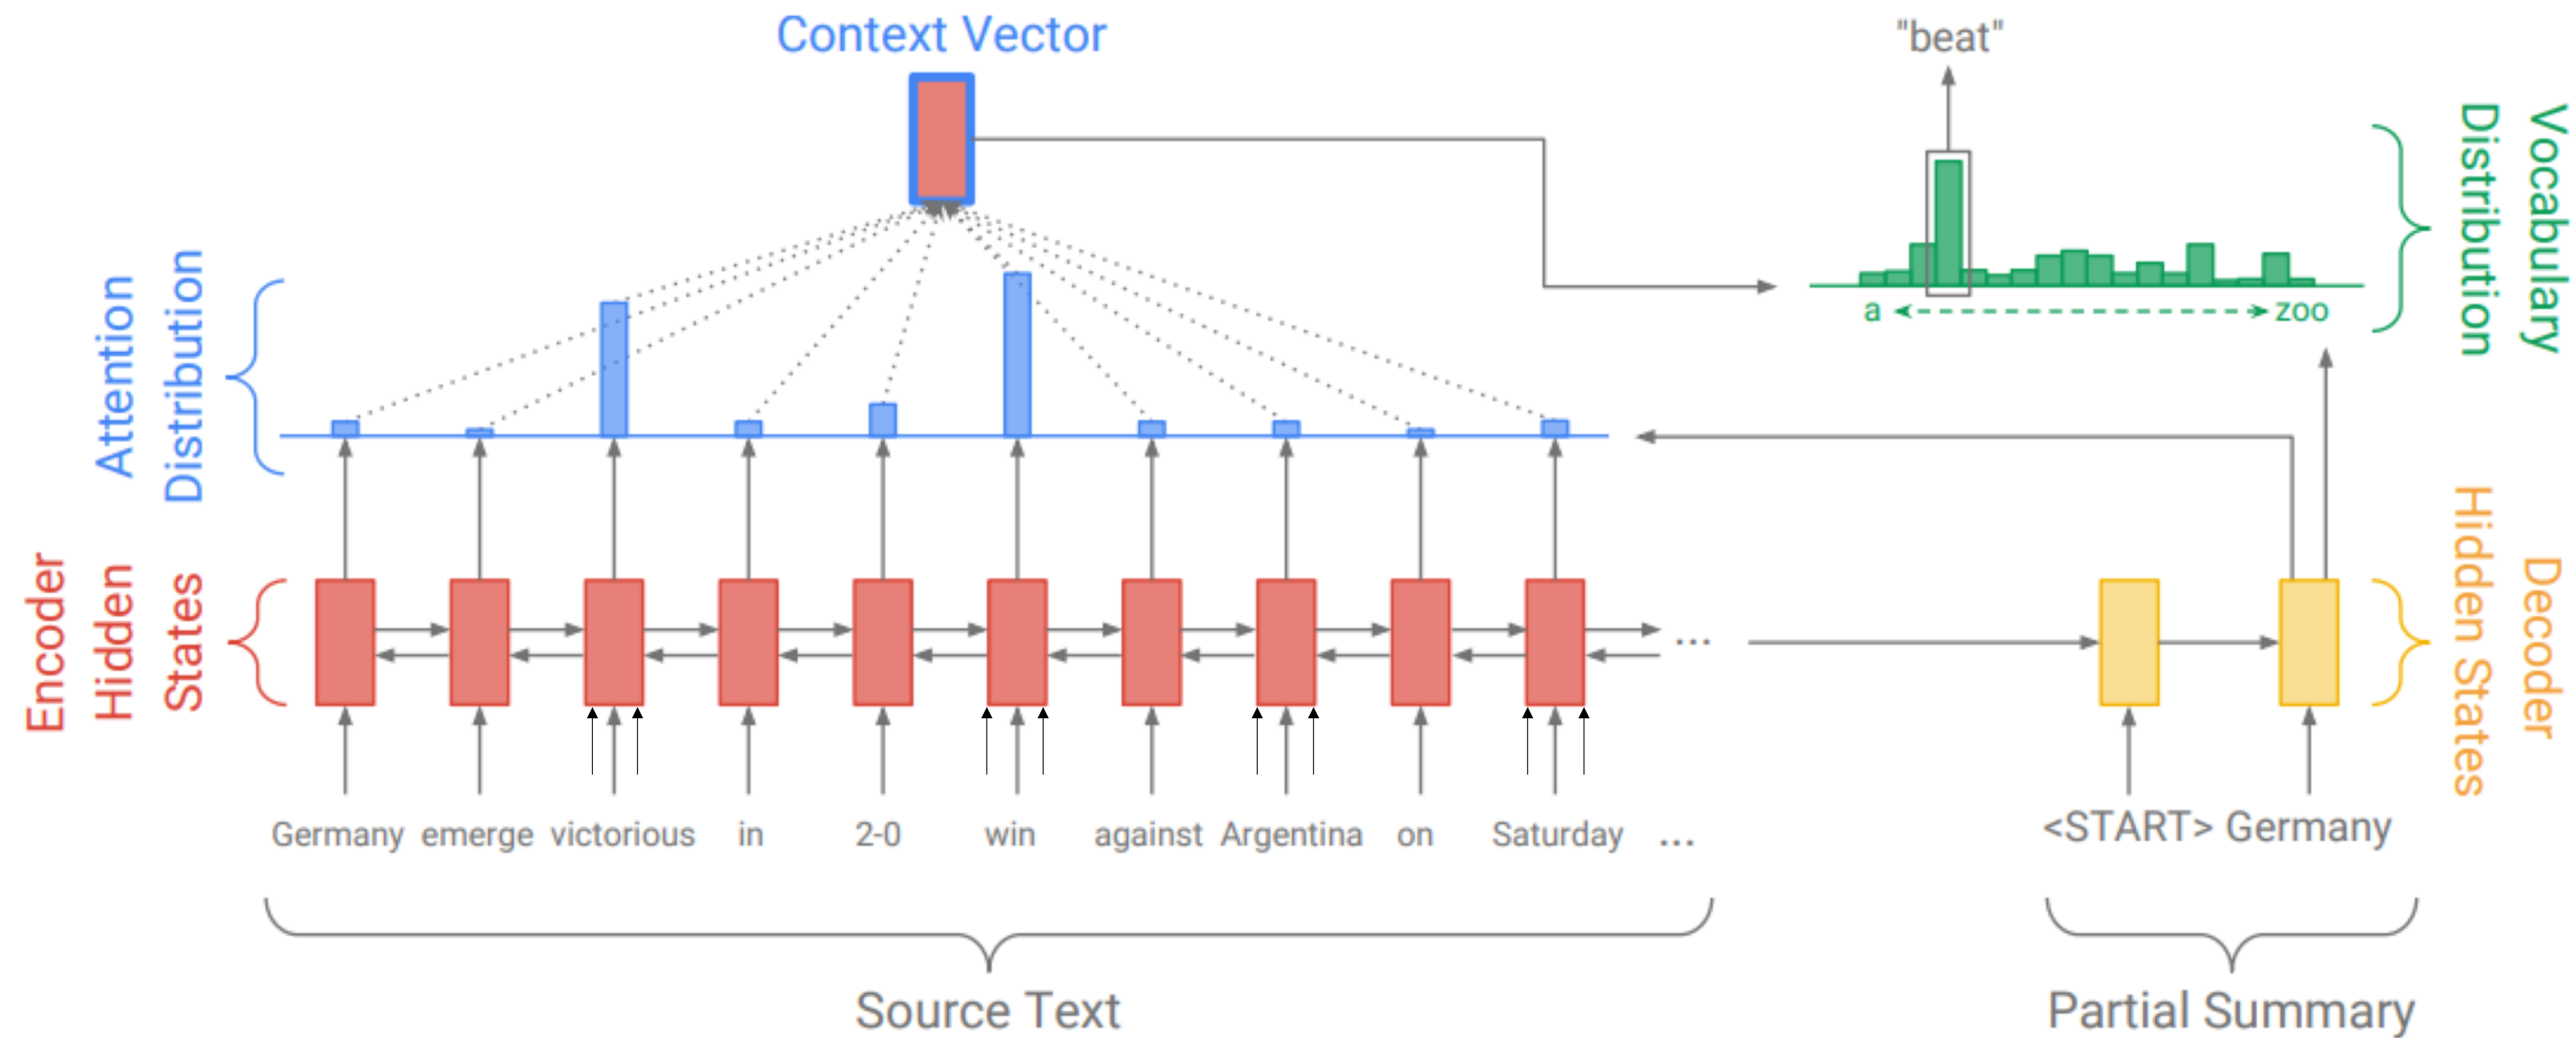 Context Vector
"beat"
Vocabulary
Distribution
a
zoo
Attention
Distribution
Encoder
Hidden
States
Decoder
Hidden States
Germany emerge victorious in 2-0 win against Argentina on Saturday ...
...
<START> Germany
Source Text
Partial Summary